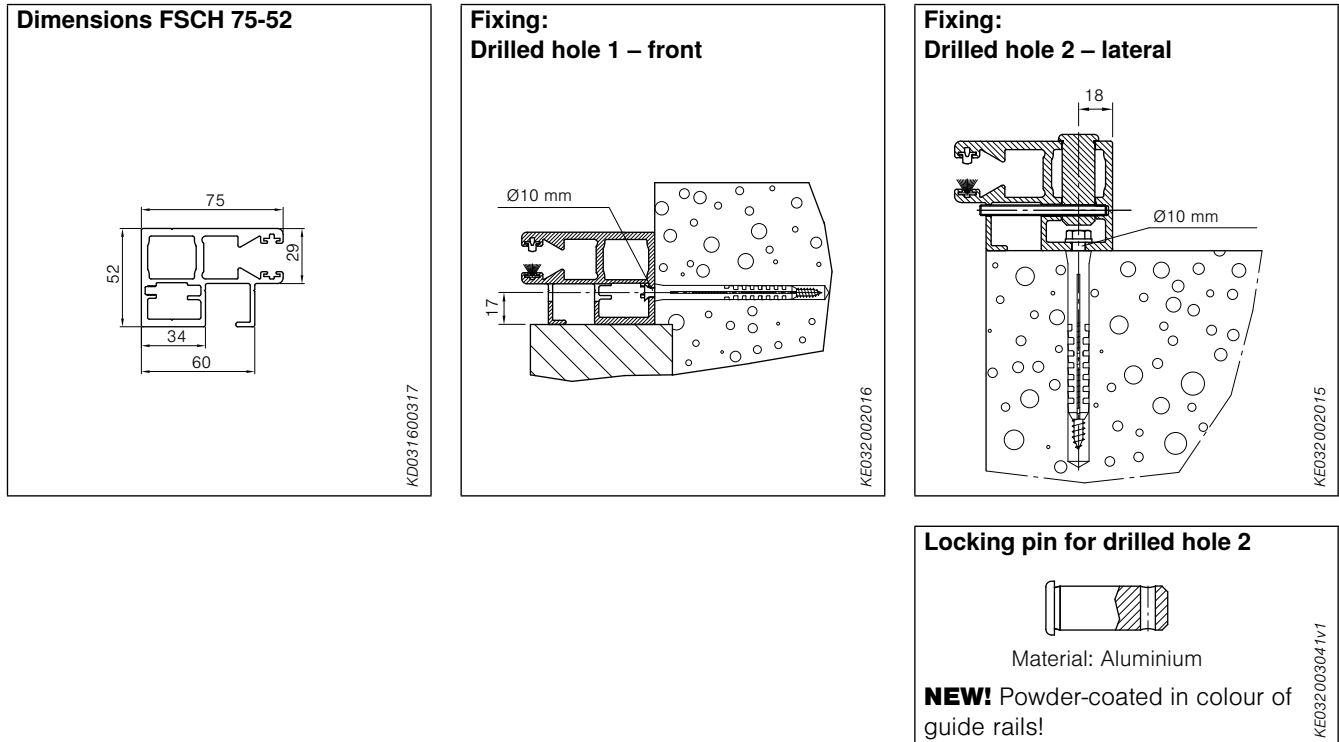 Dimensions FSCH 75-52
75
52
29
34
60
KD031600317
Fixing:
Drilled hole 1 – front
Ø10 mm
17
KE032002016
Fixing:
Drilled hole 2 – lateral
18
Ø10 mm
KE032002015
Locking pin for drilled hole 2
Material: Aluminium
NEW! Powder-coated in colour of
guide rails!
KE032003041v1